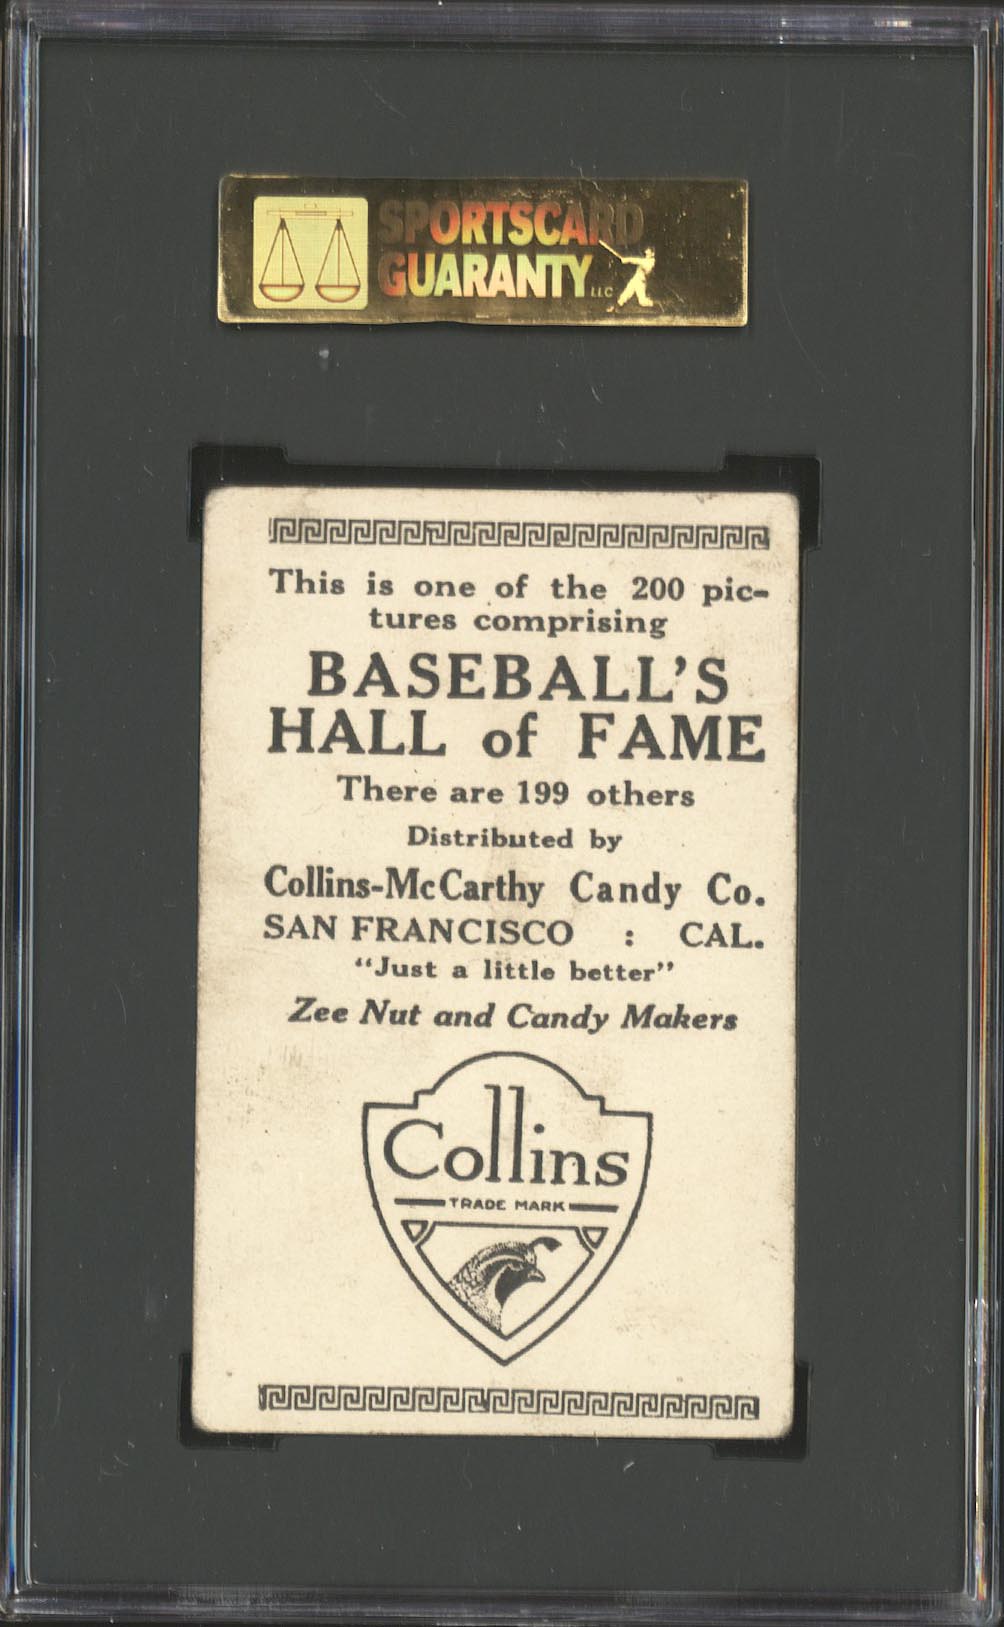 SPORTSCARD
GUARANTY LLC
This is one of the 200 pic-
tures comprising
BASEBALL'S
HALL of FAME
There are 199 others
Distributed by
Collins-McCarthy Candy Co.
SAN FRANCISCO : CAL.
"Just a little better"
Zee Nut and Candy Makers
Collins
TRADE MARK